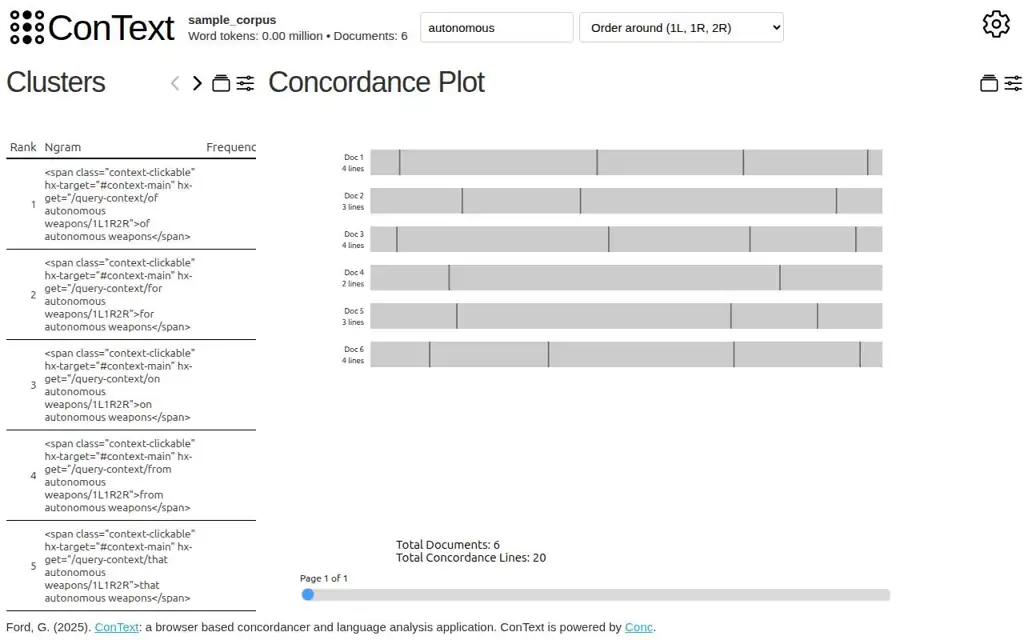 ConText
sample_corpus
Word tokens: 0.00 million • Documents: 6
autonomous
Order around (1L, 1R, 2R)
Clusters
Concordance Plot
Rank Ngram Frequenc
1
<span class="context-clickable"
hx-target="#context-main" hx-
get="/query-context/of
autonomous
weapons/1L1R2R">of
autonomous weapons</span>
2
<span class="context-clickable"
hx-target="#context-main" hx-
get="/query-context/for
autonomous
weapons/1L1R2R">for
autonomous weapons</span>
3
<span class="context-clickable"
hx-target="#context-main" hx-
get="/query-context/on
autonomous
weapons/1L1R2R">on
autonomous weapons</span>
4
<span class="context-clickable"
hx-target="#context-main" hx-
get="/query-context/from
autonomous
weapons/1L1R2R">from
autonomous weapons</span>
5
<span class="context-clickable"
hx-target="#context-main" hx-
get="/query-context/that
autonomous
weapons/1L1R2R">that
autonomous weapons</span>
Doc 1
4 lines
Doc 2
3 lines
Doc 3
4 lines
Doc 4
2 lines
Doc 5
3 lines
Doc 6
4 lines
Total Documents: 6
Total Concordance Lines: 20
Page 1 of 1
Ford, G. (2025). ConText: a browser based concordancer and language analysis application. ConText is powered by Conc.